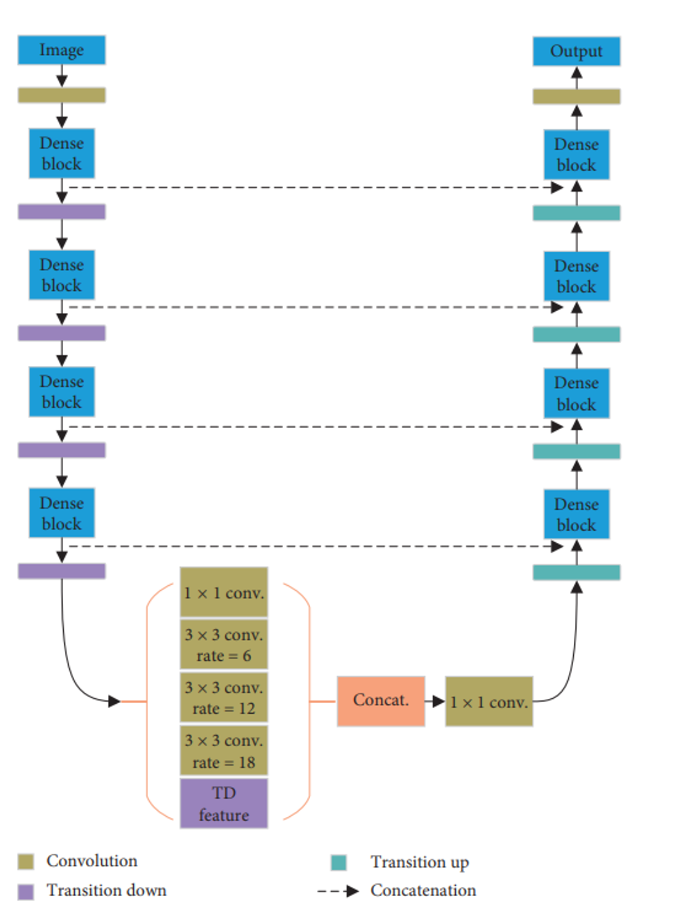 Image
Dense
block
Dense
block
Dense
block
Dense
block
1 × 1 conv.
3 × 3 conv.
rate = 6
3 × 3 conv.
rate = 12
3 × 3 conv.
rate = 18
TD
feature
Concat.
1 × 1 conv.
Output
Dense
block
Dense
block
Dense
block
Dense
block
Convolution
Transition down
Transition up
Concatenation